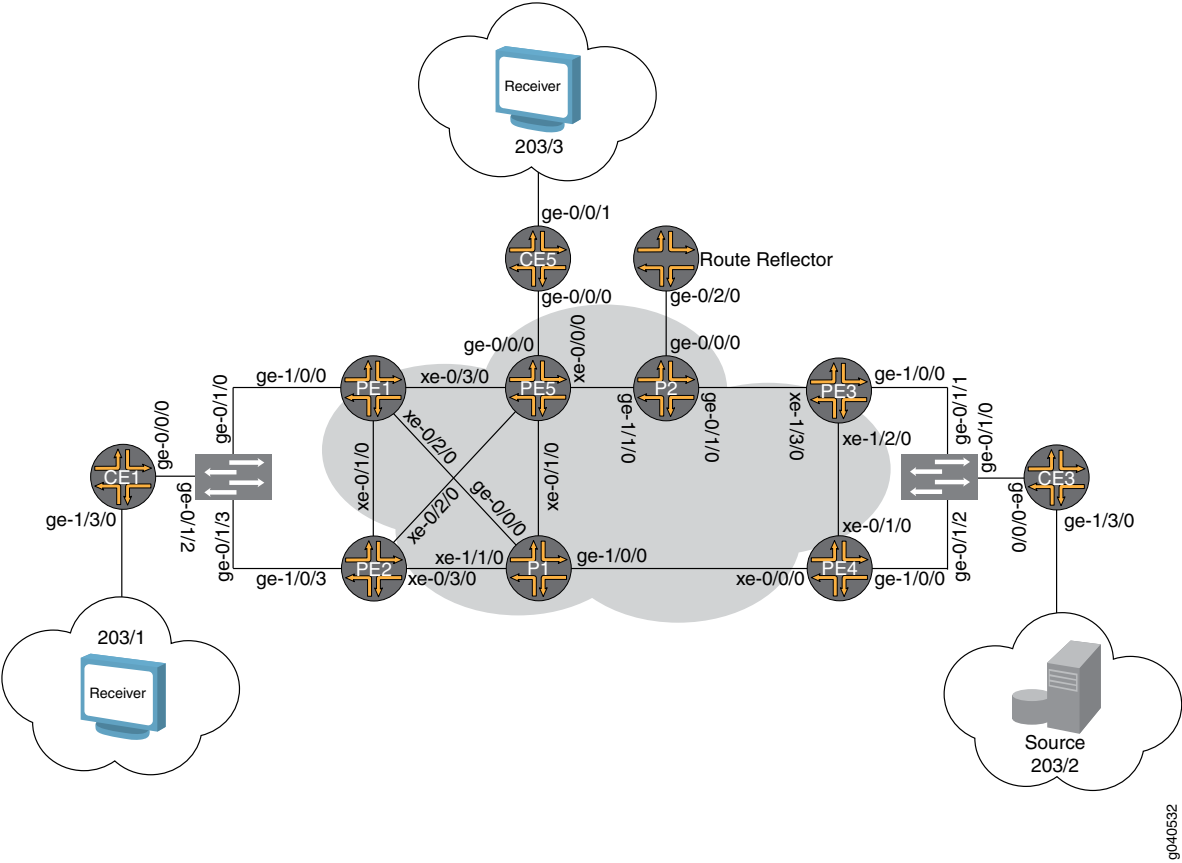 Receiver
203/3
ge-0/0/1
CE5
Route Reflector
ge-0/0/0
ge-0/2/0
ge-0/0/0
xe-0/0/0
ge-0/0/0
ge-1/0/0
PE1
xe-0/3/0
PE5
P2
PE3
ge-1/0/0
ge-0/1/0
ge-1/1/0
ge-0/1/0
xe-1/3/0
ge-0/1/1
ge-0/0/0
xe-0/2/0
xe-1/2/0
ge-0/1/0
CE1
xe-0/1/0
ge-0/0/0
xe-0/1/0
CE3
ge-1/3/0
ge-0/1/2
ge-0/1/3
xe-0/2/0
xe-0/1/0
ge-0/1/2
ge-0/0/0
ge-1/3/0
ge-1/0/3
PE2
xe-1/1/0
xe-0/3/0
P1
ge-1/0/0
xe-0/0/0
PE4
ge-1/0/0
203/1
Receiver
Source
203/2
g040532